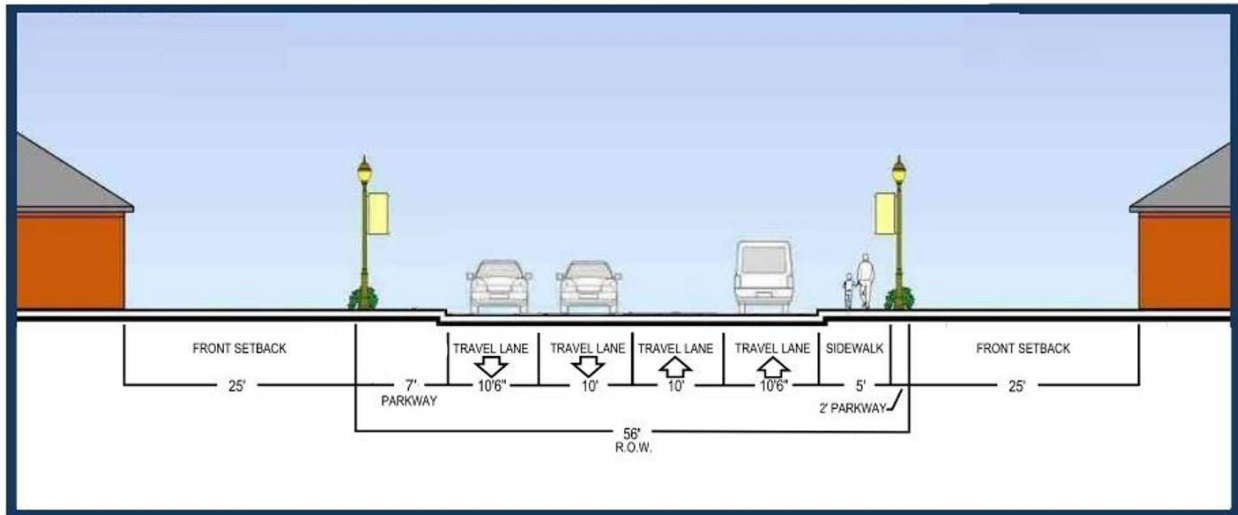 FRONT SETBACK
TRAVEL LANE
TRAVEL LANE
TRAVEL LANE
TRAVEL LANE
SIDEWALK
FRONT SETBACK
25'
7'
10'6"
10'
10'
10'6"
5'
25'
PARKWAY
2' PARKWAY
56'
R.O.W.